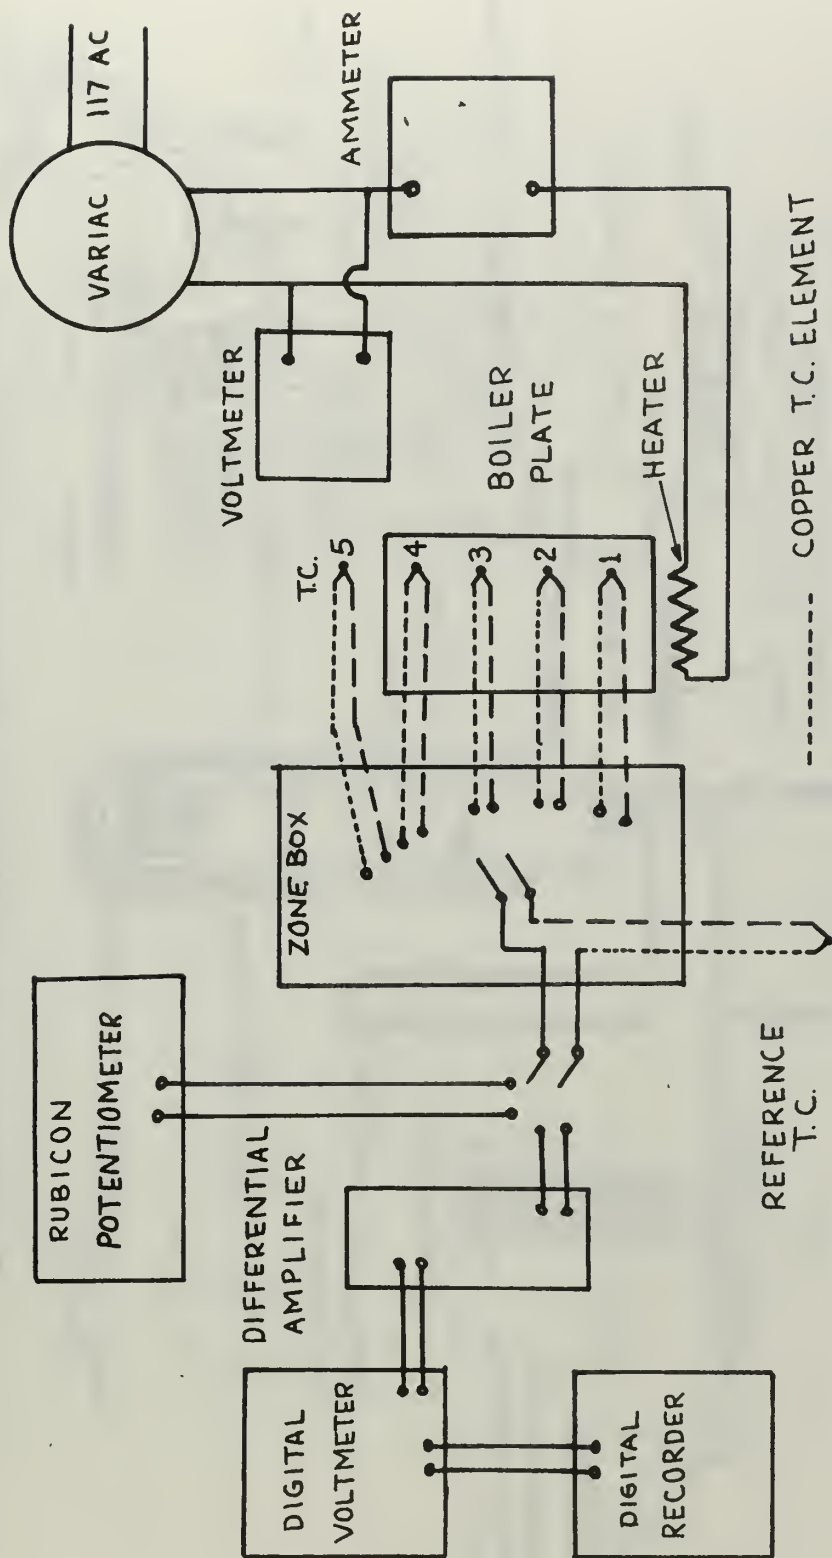 117 AC
VARIAC
AMMETER
VOLTMETER
BOILER
PLATE
HEATER
T.C.
5
4
3
2
1
ZONE BOX
COPPER T.C. ELEMENT
REFERENCE
T.C.
RUBICON
POTENTIOMETER
DIFFERENTIAL
AMPLIFIER
DIGITAL
VOLTMETER
DIGITAL
RECORDER